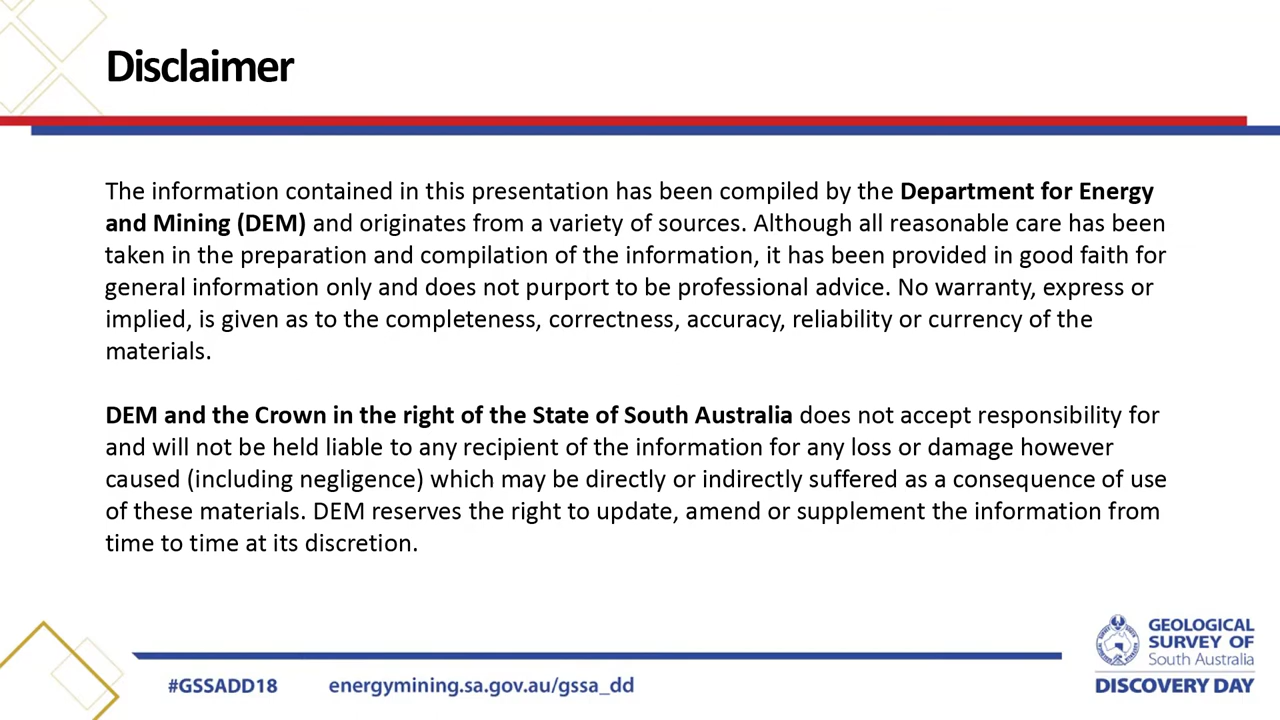 Disclaimer
The information contained in this presentation has been compiled by the Department for Energy
and Mining (DEM) and originates from a variety of sources. Although all reasonable care has been
taken in the preparation and compilation of the information, it has been provided in good faith for
general information only and does not purport to be professional advice. No warranty, express or
implied, is given as to the completeness, correctness, accuracy, reliability or currency of the
materials.
DEM and the Crown in the right of the State of South Australia does not accept responsibility for
and will not be held liable to any recipient of the information for any loss or damage however
caused (including negligence) which may be directly or indirectly suffered as a consequence of use
of these materials. DEM reserves the right to update, amend or supplement the information from
time to time at its discretion.
#GSSADD18
energymining.sa.gov.au/gssa_dd
GEOLOGICAL
SURVEY OF
South Australia
DISCOVERY DAY